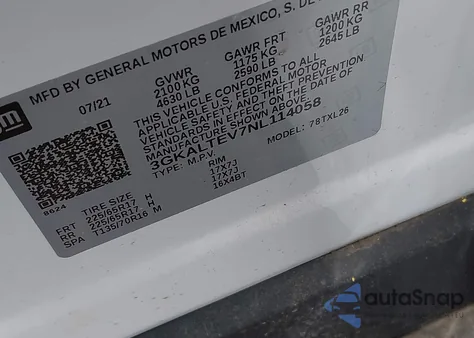 gm
MFD BY GENERAL MOTORS DE MEXICO, S. DE
07/21
GVWR GAWR FRT GAWR RR
2100 KG 1175 KG 1200 KG
4630 LB 2590 LB 2645 LB
THIS VEHICLE CONFORMS TO ALL
APPLICABLE U.S. FEDERAL MOTOR
VEHICLE SAFETY AND THEFT PREVENTION
STANDARDS IN EFFECT ON THE DATE OF
MANUFACTURE SHOWN ABOVE.
3GKALTEV7NL114058
TYPE: M.P.V. MODEL: 78TXL26
8624
TIRE SIZE RIM
FRT 225/65R17 H 17X7J
RR 225/65R17 H 17X7J
SPA T135/70R16 M 16X4BT
autoSnap